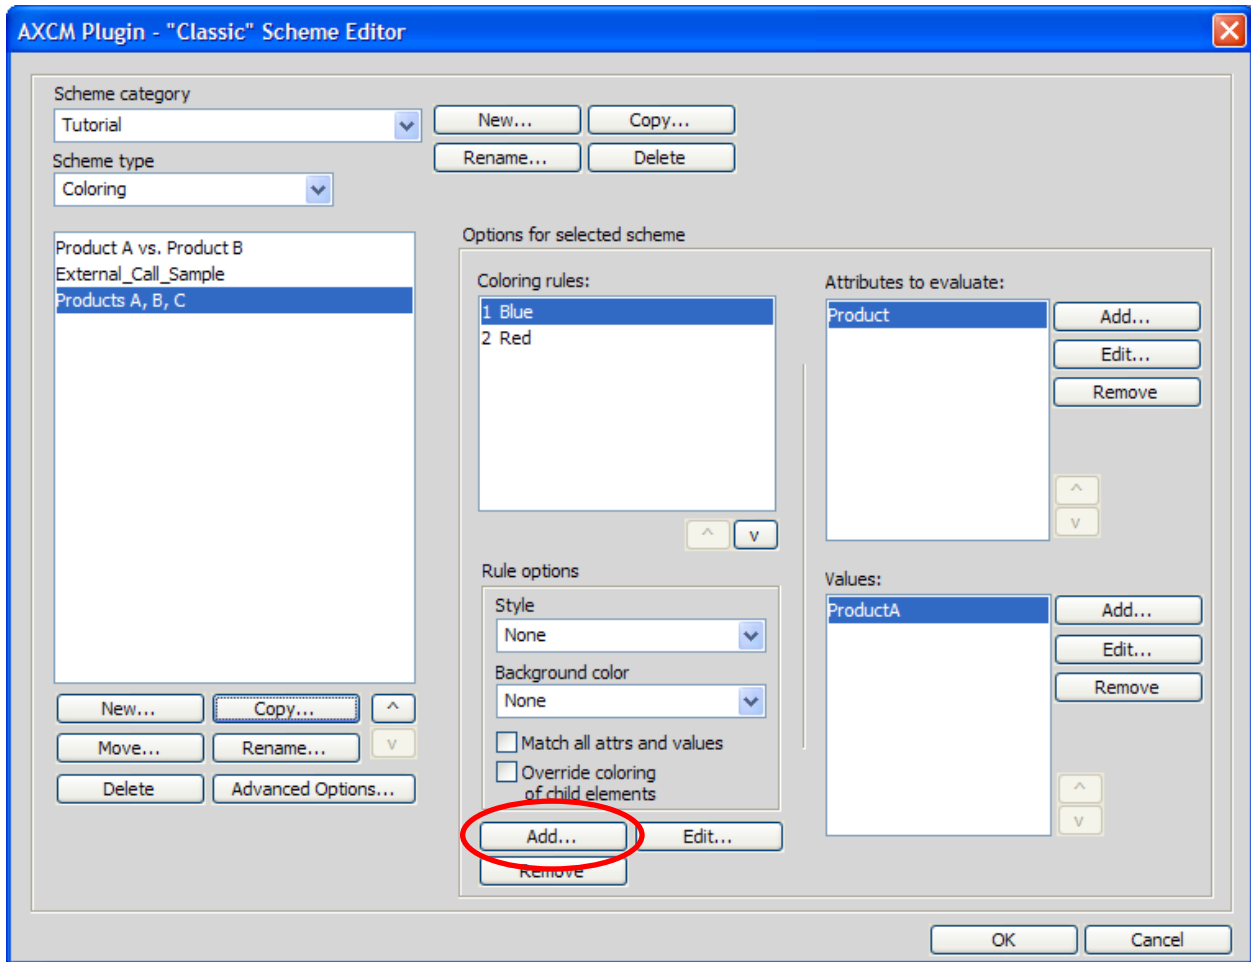 AXCM Plugin - "Classic" Scheme Editor
Scheme category
Tutorial
New...
Copy...
Rename...
Delete
Scheme type
Coloring
Product A vs. Product B
External_Call_Sample
Products A, B, C
New...
Copy...
^
Move...
Rename...
v
Delete
Advanced Options...
Options for selected scheme
Coloring rules:
1 Blue
2 Red
^
v
Rule options
Style
None
Background color
None
Match all attrs and values
Override coloring
of child elements
Add...
Edit...
Remove
Attributes to evaluate:
Product
Add...
Edit...
Remove
^
v
Values:
ProductA
Add...
Edit...
Remove
^
v
OK
Cancel